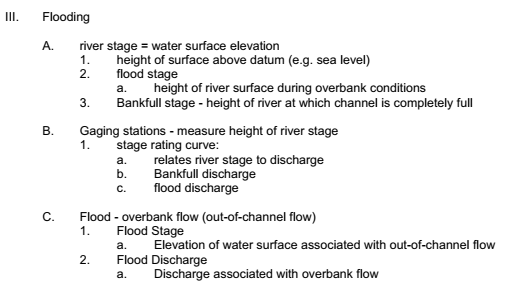 III. Flooding
A. river stage = water surface elevation
1. height of surface above datum (e.g. sea level)
2. flood stage
a. height of river surface during overbank conditions
3. Bankfull stage - height of river at which channel is completely full
B. Gaging stations - measure height of river stage
1. stage rating curve:
a. relates river stage to discharge
b. Bankfull discharge
c. flood discharge
C. Flood - overbank flow (out-of-channel flow)
1. Flood Stage
a. Elevation of water surface associated with out-of-channel flow
2. Flood Discharge
a. Discharge associated with overbank flow